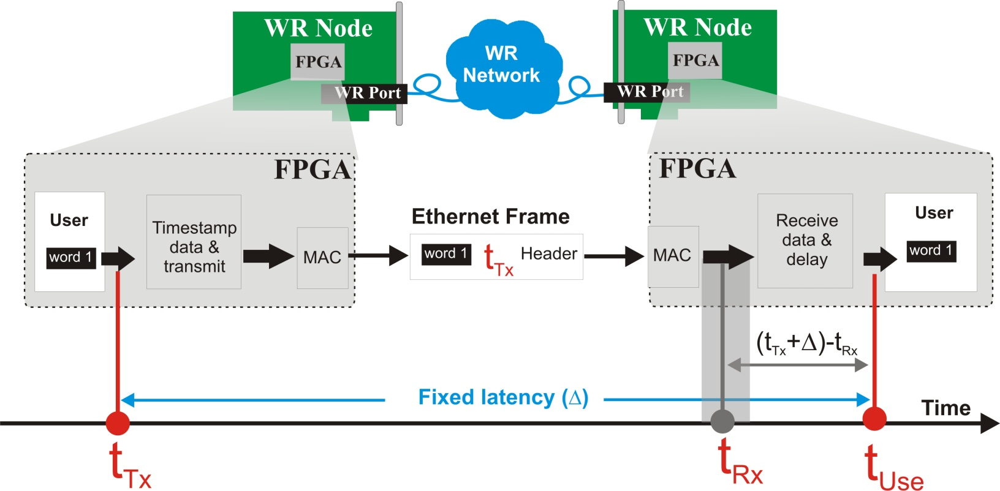 WR Node
FPGA
WR Port
WR
Network
WR Node
FPGA
WR Port
FPGA
User
word 1
Timestamp
data &
transmit
MAC
Ethernet Frame
word 1 tTx Header
FPGA
MAC
Receive
data &
delay
User
word 1
(tTx+Δ)-tRx
Fixed latency (Δ)
Time
tTx
tRx
tUse